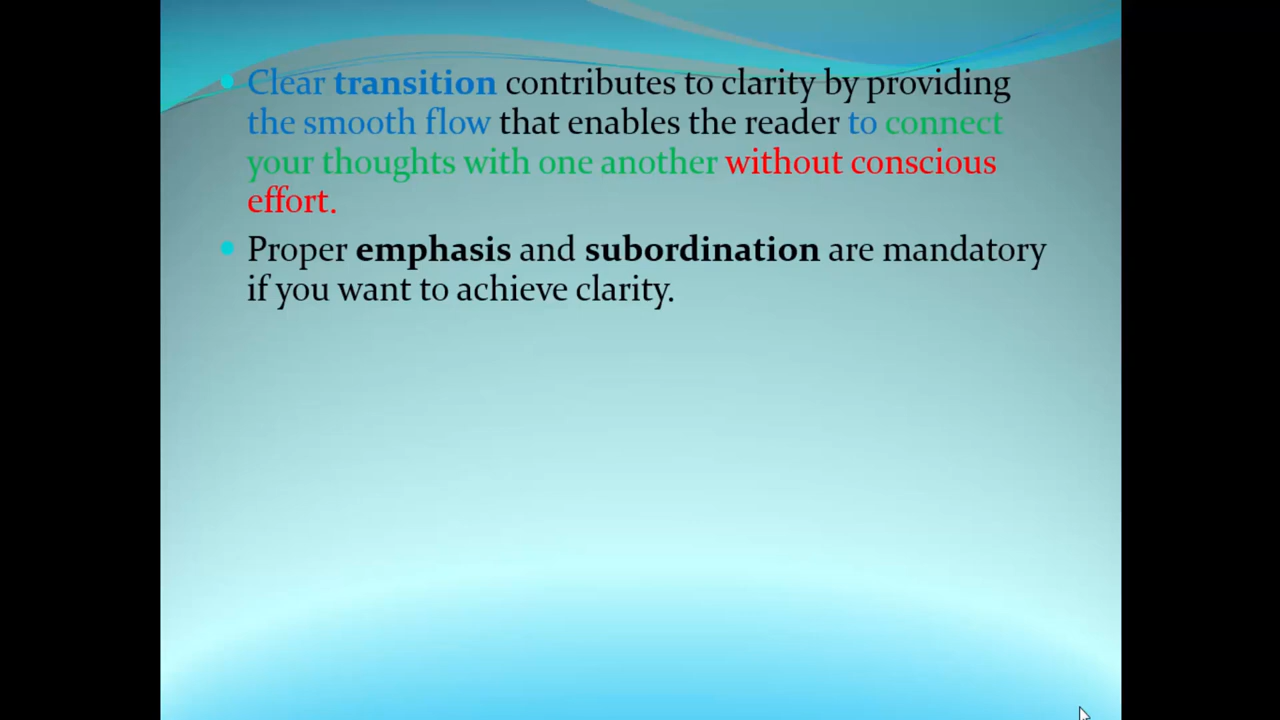 Clear transition contributes to clarity by providing
the smooth flow that enables the reader to connect
your thoughts with one another without conscious
effort.
Proper emphasis and subordination are mandatory
if you want to achieve clarity.